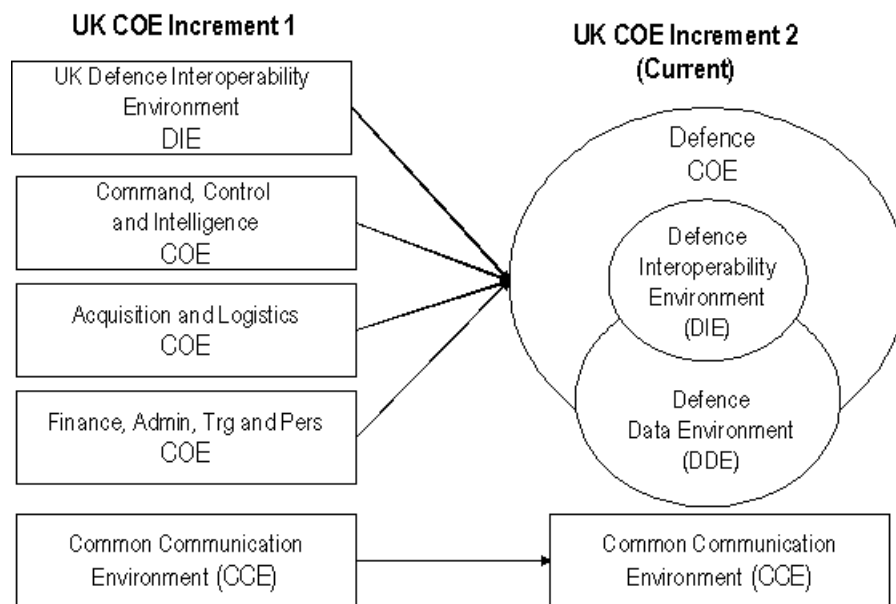 UK COE Increment 1
UK Defence Interoperability
Environment
DIE
Command, Control
and Intelligence
COE
Acquisition and Logistics
COE
Finance, Admin, Trg and Pers
COE
Common Communication
Environment (CCE)
UK COE Increment 2
(Current)
Defence
COE
Defence
Interoperability
Environment
(DIE)
Defence
Data Environment
(DDE)
Common Communication
Environment (CCE)